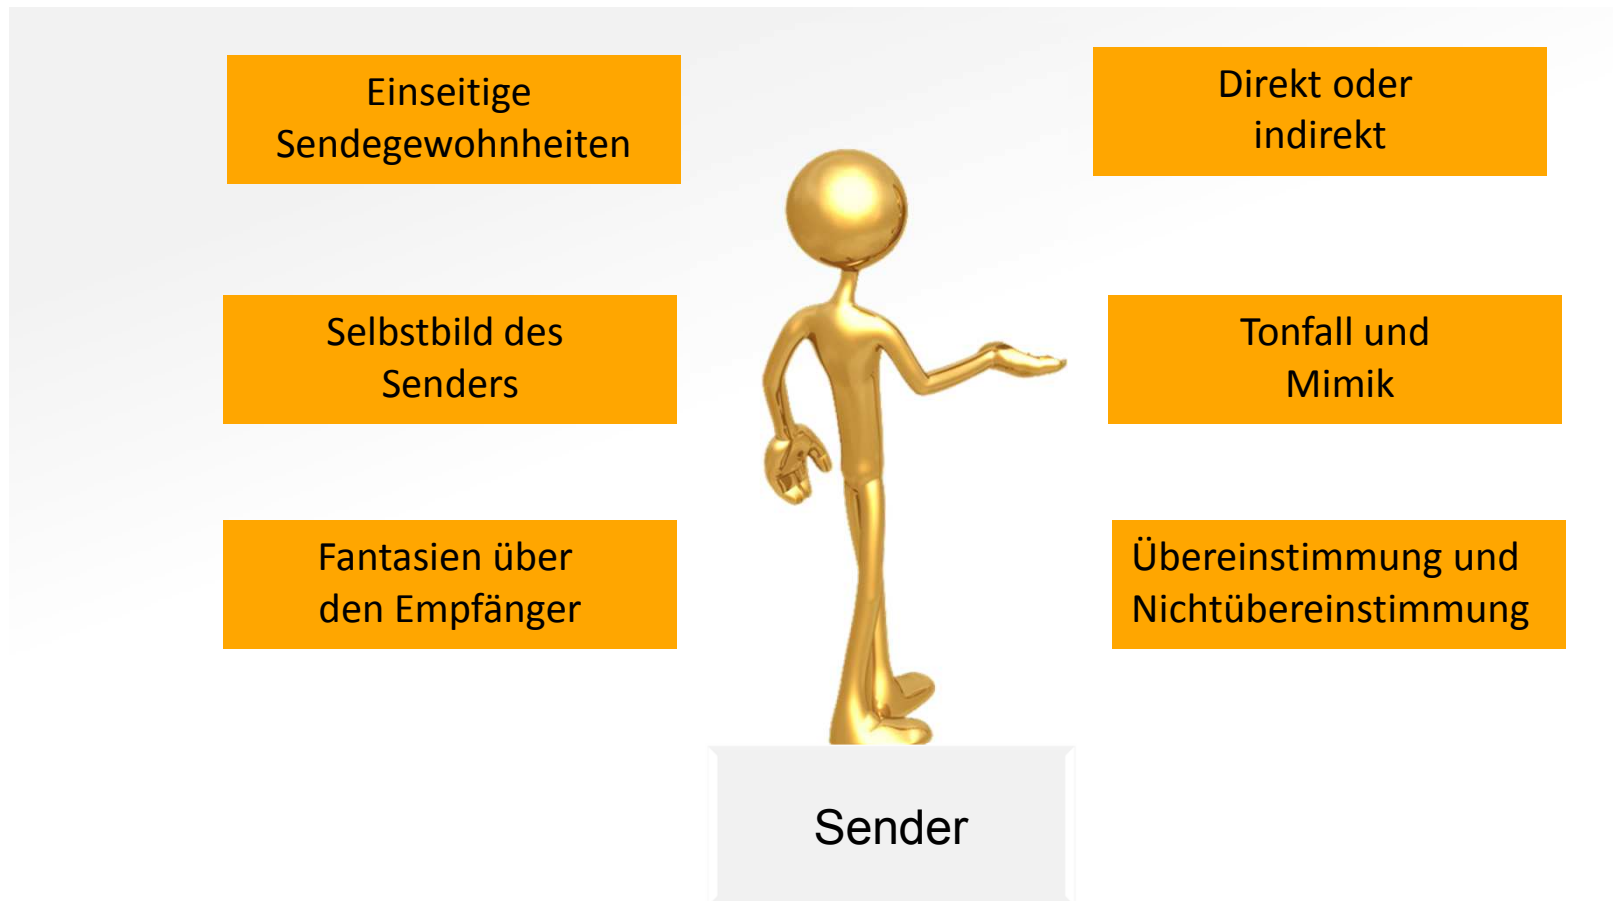 Einseitige
Sendegewohnheiten
Direkt oder
indirekt
Selbstbild des
Senders
Tonfall und
Mimik
Fantasien über
den Empfänger
Übereinstimmung und
Nichtübereinstimmung
Sender